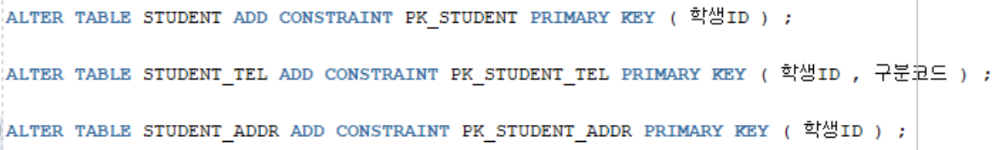 ALTER TABLE STUDENT ADD CONSTRAINT PK_STUDENT PRIMARY KEY ( 학생ID ) ;
ALTER TABLE STUDENT_TEL ADD CONSTRAINT PK_STUDENT_TEL PRIMARY KEY ( 학생ID , 구분코드 ) ;
ALTER TABLE STUDENT_ADDR ADD CONSTRAINT PK_STUDENT_ADDR PRIMARY KEY ( 학생ID ) ;